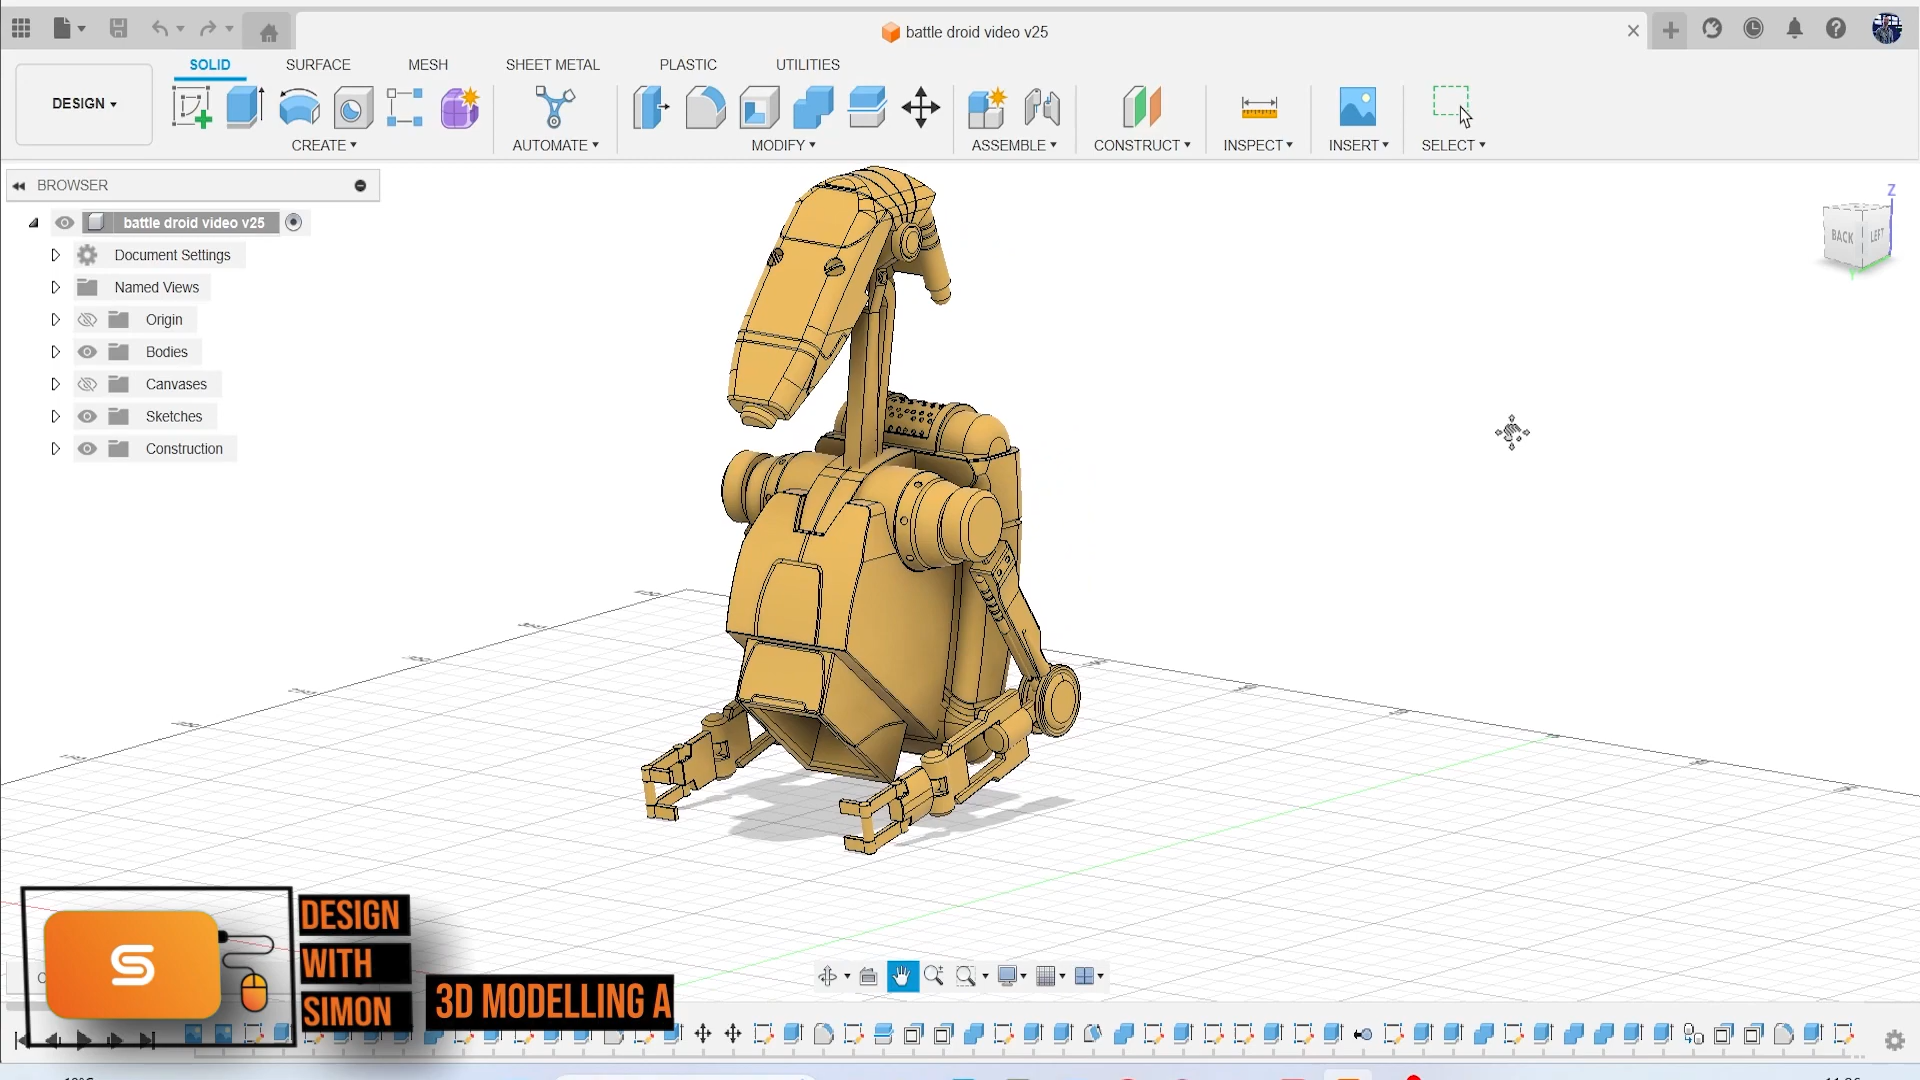 battle droid video v25
SOLID SURFACE MESH SHEET METAL PLASTIC UTILITIES
DESIGN
CREATE AUTOMATE MODIFY ASSEMBLE CONSTRUCT INSPECT INSERT SELECT
BROWSER
battle droid video v25
Document Settings
Named Views
Origin
Bodies
Canvases
Sketches
Construction
Z
BACK LEFT
S
DESIGN
WITH
SIMON
3D MODELLING A